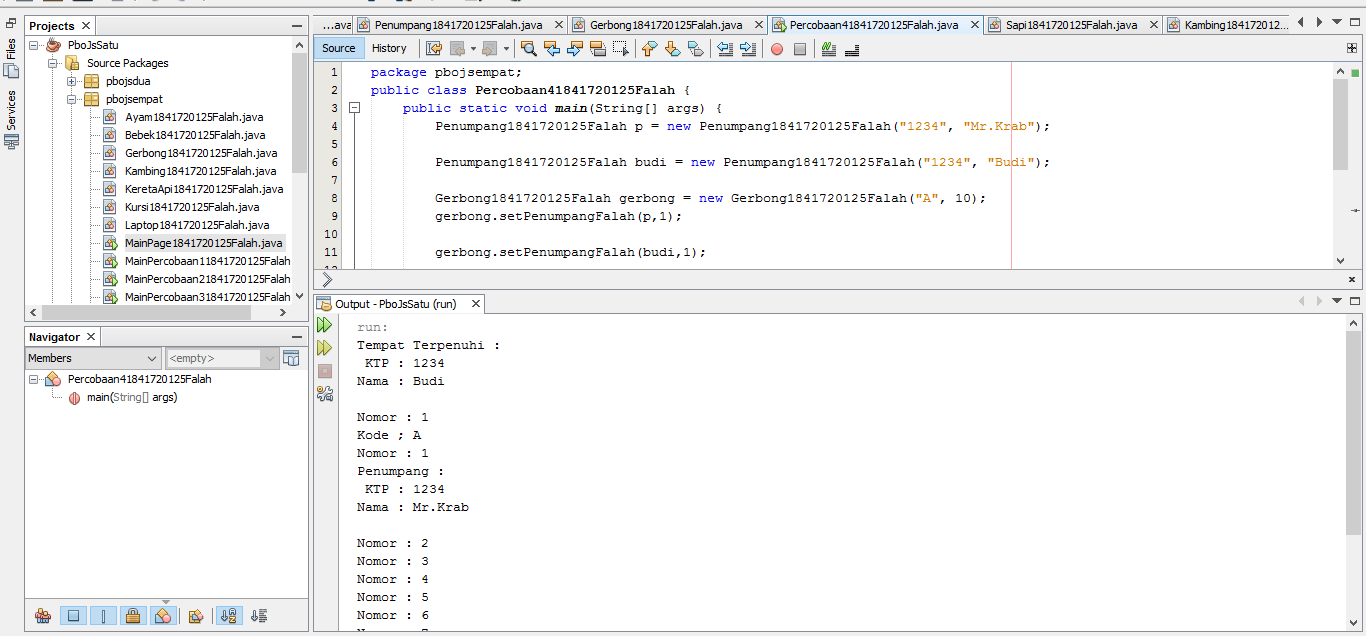 Projects
PboJsSatu
Source Packages
pbojsdua
pbojsempat
Ayam1841720125Falah.java
Bebek1841720125Falah.java
Gerbong1841720125Falah.java
Kambing1841720125Falah.java
KeretaApi1841720125Falah.java
Kursi1841720125Falah.java
Laptop1841720125Falah.java
MainPage1841720125Falah.java
MainPercobaan11841720125Falah
MainPercobaan21841720125Falah
MainPercobaan31841720125Falah
Files
Services
Navigator
Members
<empty>
Percobaan41841720125Falah
main(String[] args)
...ava
Penumpang1841720125Falah.java
Gerbong1841720125Falah.java
Percobaan41841720125Falah.java
Sapi1841720125Falah.java
Kambing184172012...
Source History
1 package pbojsempat;
2 public class Percobaan41841720125Falah {
3 public static void main(String[] args) {
4 Penumpang1841720125Falah p = new Penumpang1841720125Falah("1234", "Mr.Krab");
5
6 Penumpang1841720125Falah budi = new Penumpang1841720125Falah("1234", "Budi");
7
8 Gerbong1841720125Falah gerbong = new Gerbong1841720125Falah("A", 10);
9 gerbong.setPenumpangFalah(p,1);
10
11 gerbong.setPenumpangFalah(budi,1);
Output - PboJsSatu (run)
run:
Tempat Terpenuhi :
KTP : 1234
Nama : Budi
Nomor : 1
Kode ; A
Nomor : 1
Penumpang :
KTP : 1234
Nama : Mr.Krab
Nomor : 2
Nomor : 3
Nomor : 4
Nomor : 5
Nomor : 6